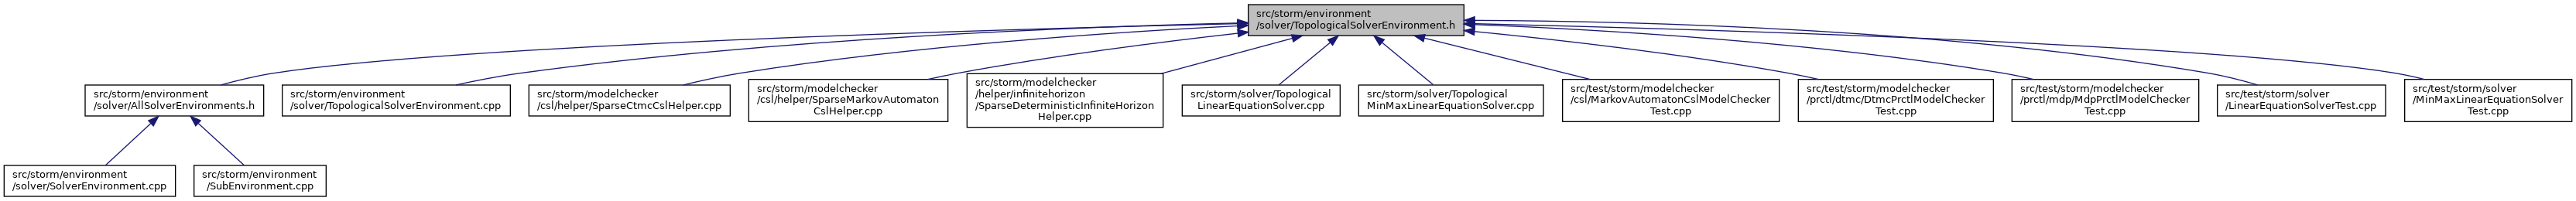 src/storm/environment
/solver/TopologicalSolverEnvironment.h
src/storm/environment
/solver/AllSolverEnvironments.h
src/storm/environment
/solver/TopologicalSolverEnvironment.cpp
src/storm/modelchecker
/csl/helper/SparseCtmcCslHelper.cpp
src/storm/modelchecker
/csl/helper/SparseMarkovAutomaton
CslHelper.cpp
src/storm/modelchecker
/helper/infinitehorizon
/SparseDeterministicInfiniteHorizon
Helper.cpp
src/storm/solver/Topological
LinearEquationSolver.cpp
src/storm/solver/Topological
MinMaxLinearEquationSolver.cpp
src/test/storm/modelchecker
/csl/MarkovAutomatonCslModelChecker
Test.cpp
src/test/storm/modelchecker
/prctl/dtmc/DtmcPrctlModelChecker
Test.cpp
src/test/storm/modelchecker
/prctl/mdp/MdpPrctlModelChecker
Test.cpp
src/test/storm/solver
/LinearEquationSolverTest.cpp
src/test/storm/solver
/MinMaxLinearEquationSolver
Test.cpp
src/storm/environment
/solver/SolverEnvironment.cpp
src/storm/environment
/SubEnvironment.cpp